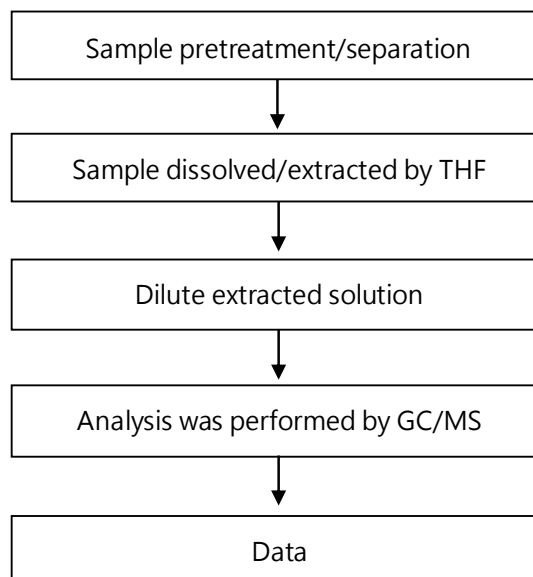 Sample pretreatment/separation
Sample dissolved/extracted by THF
Dilute extracted solution
Analysis was performed by GC/MS
Data